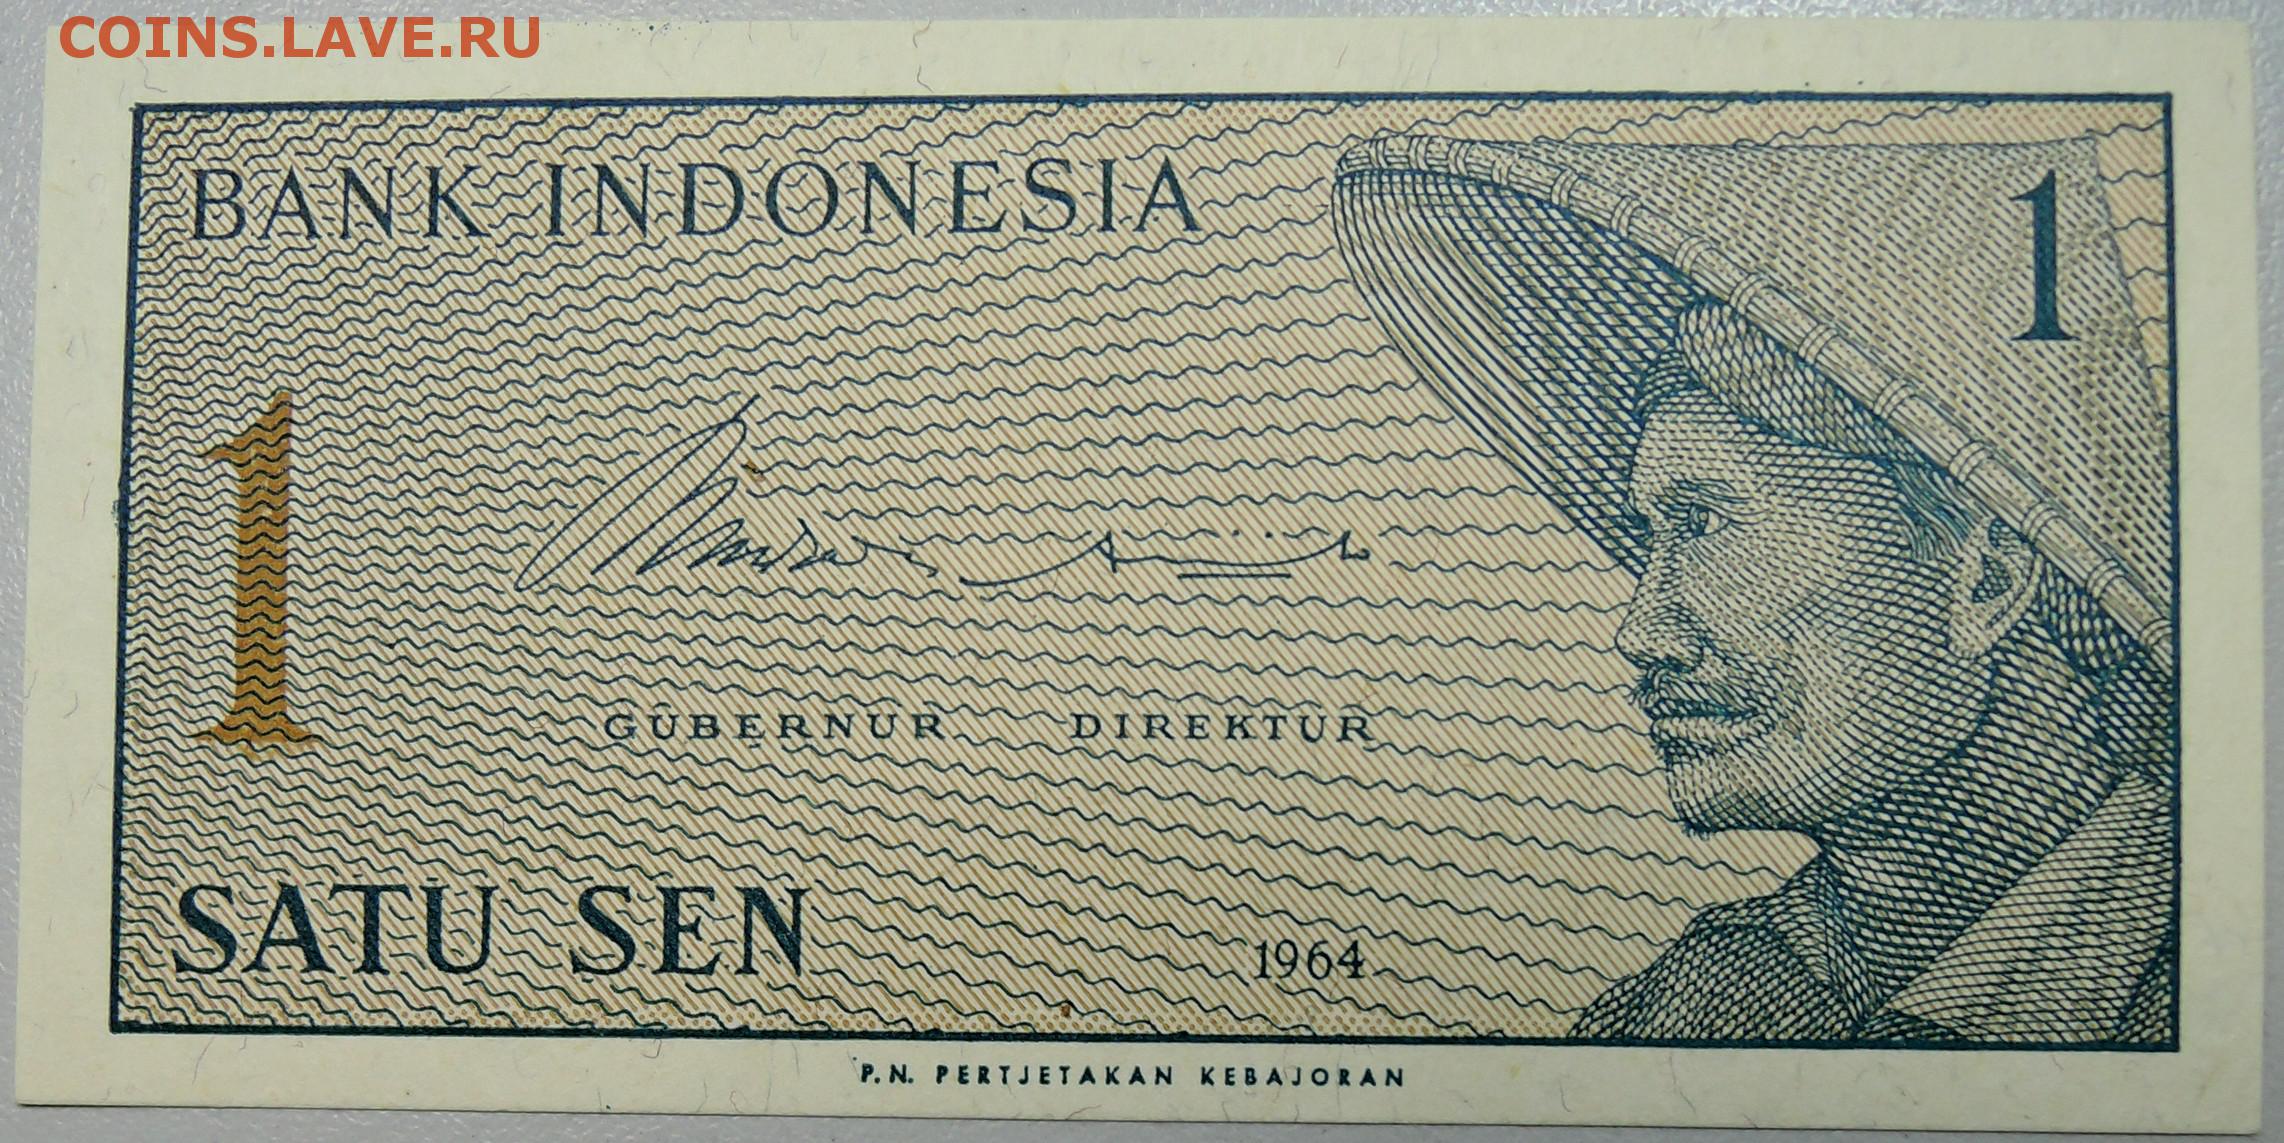 COINS.LAVE.RU
BANK INDONESIA
1
1
GUBERNUR DIREKTUR
SATU SEN
1964
P.N. PERTJETAKAN KEBAJORAN